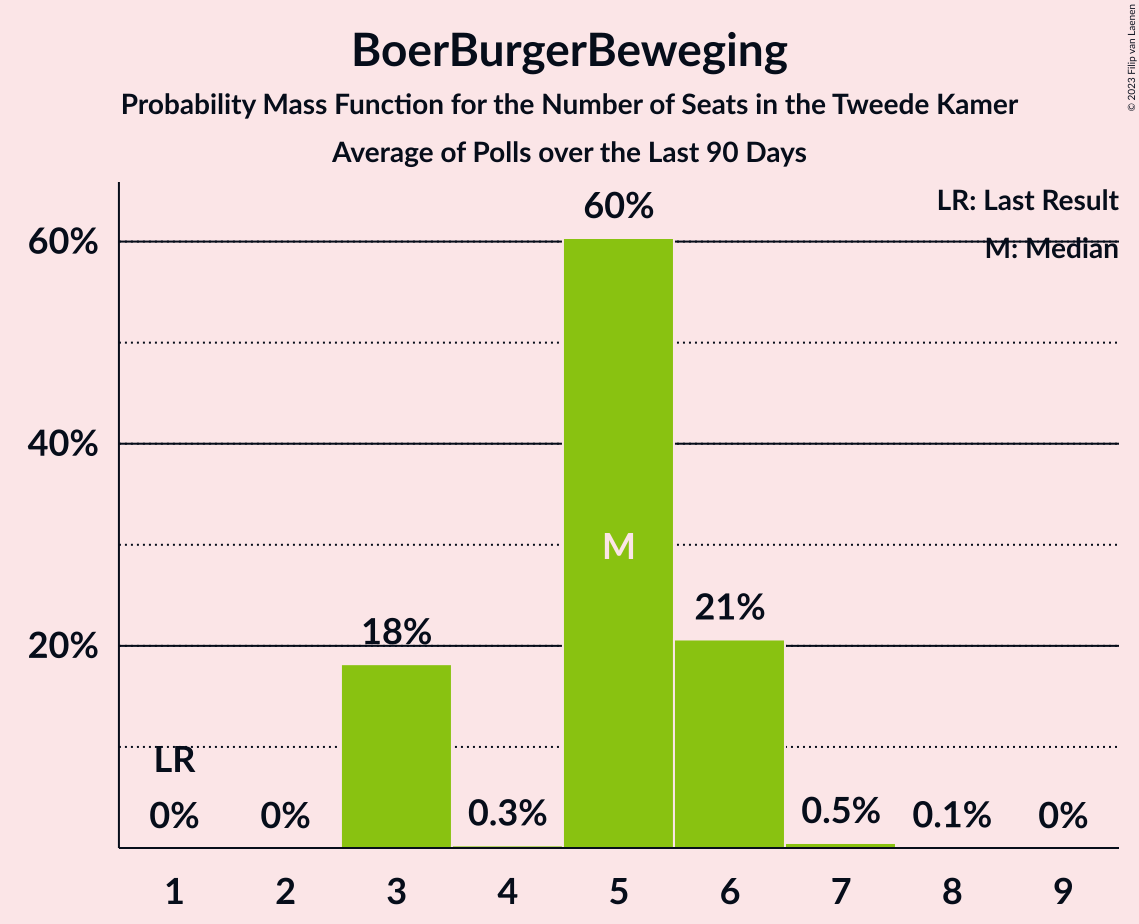 BoerBurgerBeweging
Probability Mass Function for the Number of Seats in the Tweede Kamer
Average of Polls over the Last 90 Days
© 2023 Filip van Laenen
LR: Last Result
M: Median
60%
40%
20%
60%
M
21%
18%
LR
0%
0%
0.3%
0.5%
0.1%
0%
1 2 3 4 5 6 7 8 9